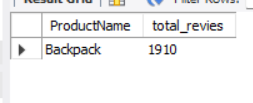 Result Grid Filter Rows:
ProductName total_revies
Backpack 1910